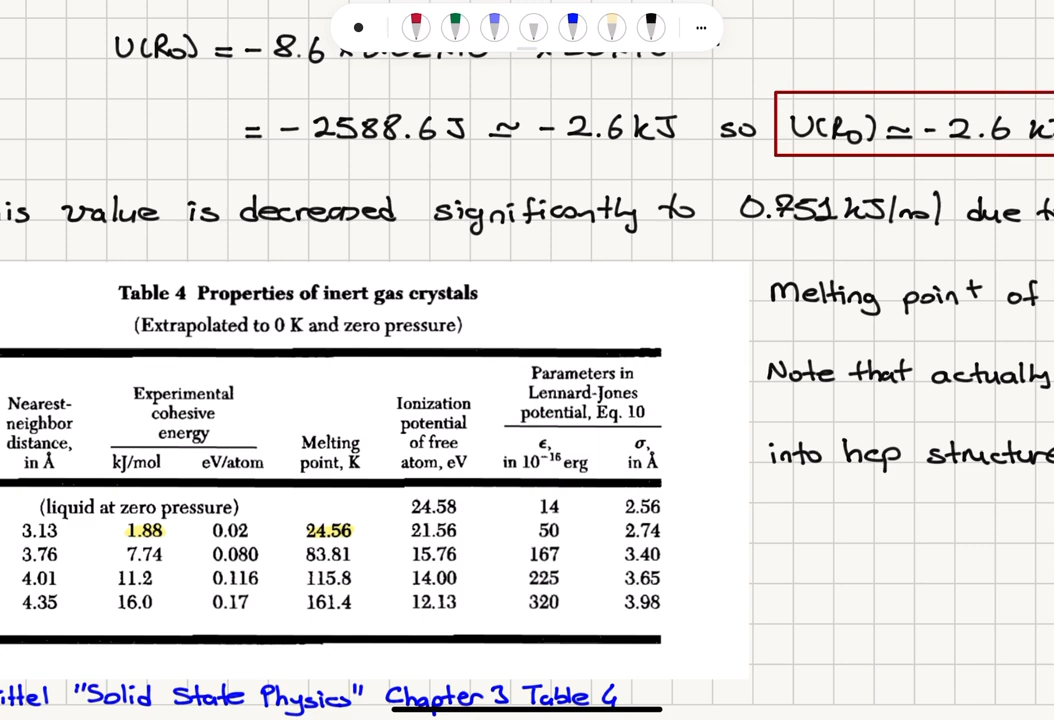 U(R₀) = - 8.6
= - 2588.6 J ≃ - 2.6 kJ so U(R₀) ≃ - 2.6
is value is decreased significantly to 0.751 kJ/mol due
Table 4 Properties of inert gas crystals
(Extrapolated to 0 K and zero pressure)
Melting point of
Note that actually
into hcp structure
Nearest-neighbor distance, in Å
Experimental cohesive energy
kJ/mol eV/atom
Melting point, K
Ionization potential of free atom, eV
Parameters in Lennard-Jones potential, Eq. 10
ϵ, in 10⁻¹⁶ erg
σ, in Å
(liquid at zero pressure) 24.58 14 2.56
3.13 1.88 0.02 24.56 21.56 50 2.74
3.76 7.74 0.080 83.81 15.76 167 3.40
4.01 11.2 0.116 115.8 14.00 225 3.65
4.35 16.0 0.17 161.4 12.13 320 3.98
ittel "Solid State Physics" Chapter 3 Table 4